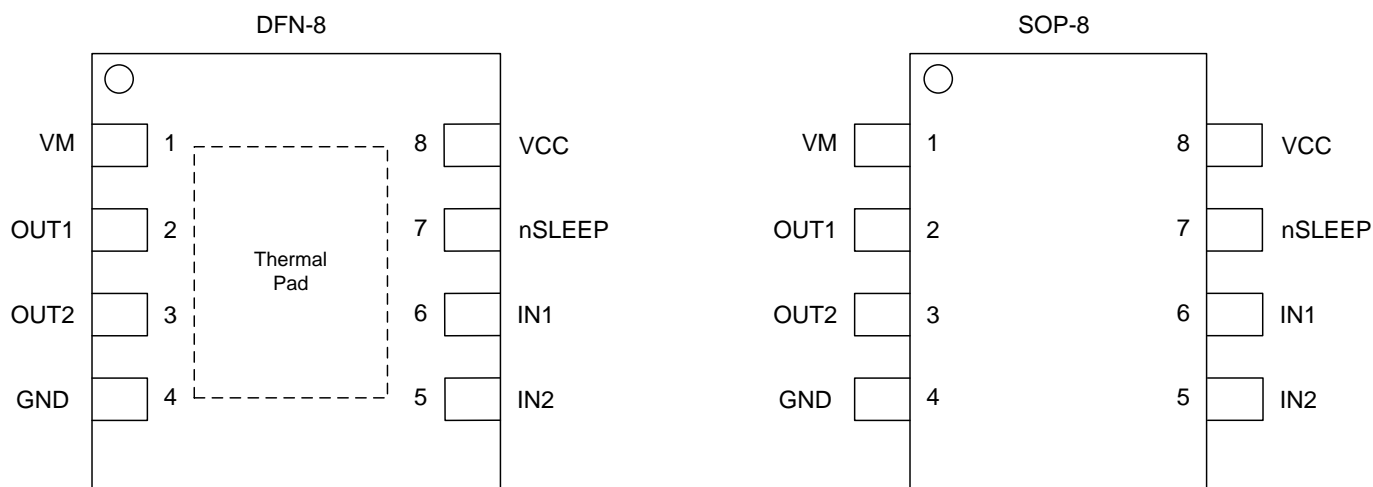 DFN-8
VM 1 8 VCC
OUT1 2 7 nSLEEP
Thermal
Pad
OUT2 3 6 IN1
GND 4 5 IN2
SOP-8
VM 1 8 VCC
OUT1 2 7 nSLEEP
OUT2 3 6 IN1
GND 4 5 IN2